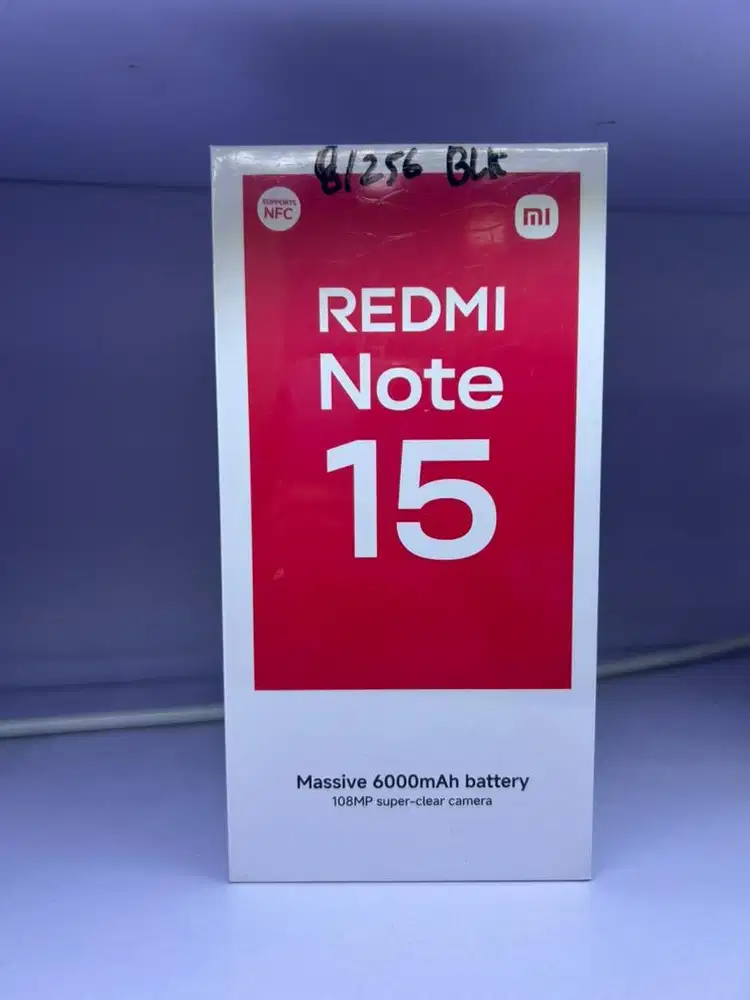 8/256 BLK
SUPPORTS
NFC
mi
REDMI
Note
15
Massive 6000mAh battery
108MP super-clear camera